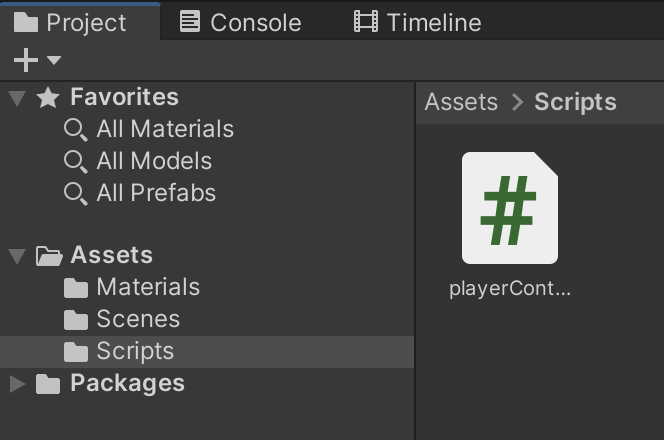 Project
Console
Timeline
Favorites
All Materials
All Models
All Prefabs
Assets
Materials
Scenes
Scripts
Packages
Assets > Scripts
#
playerCont...